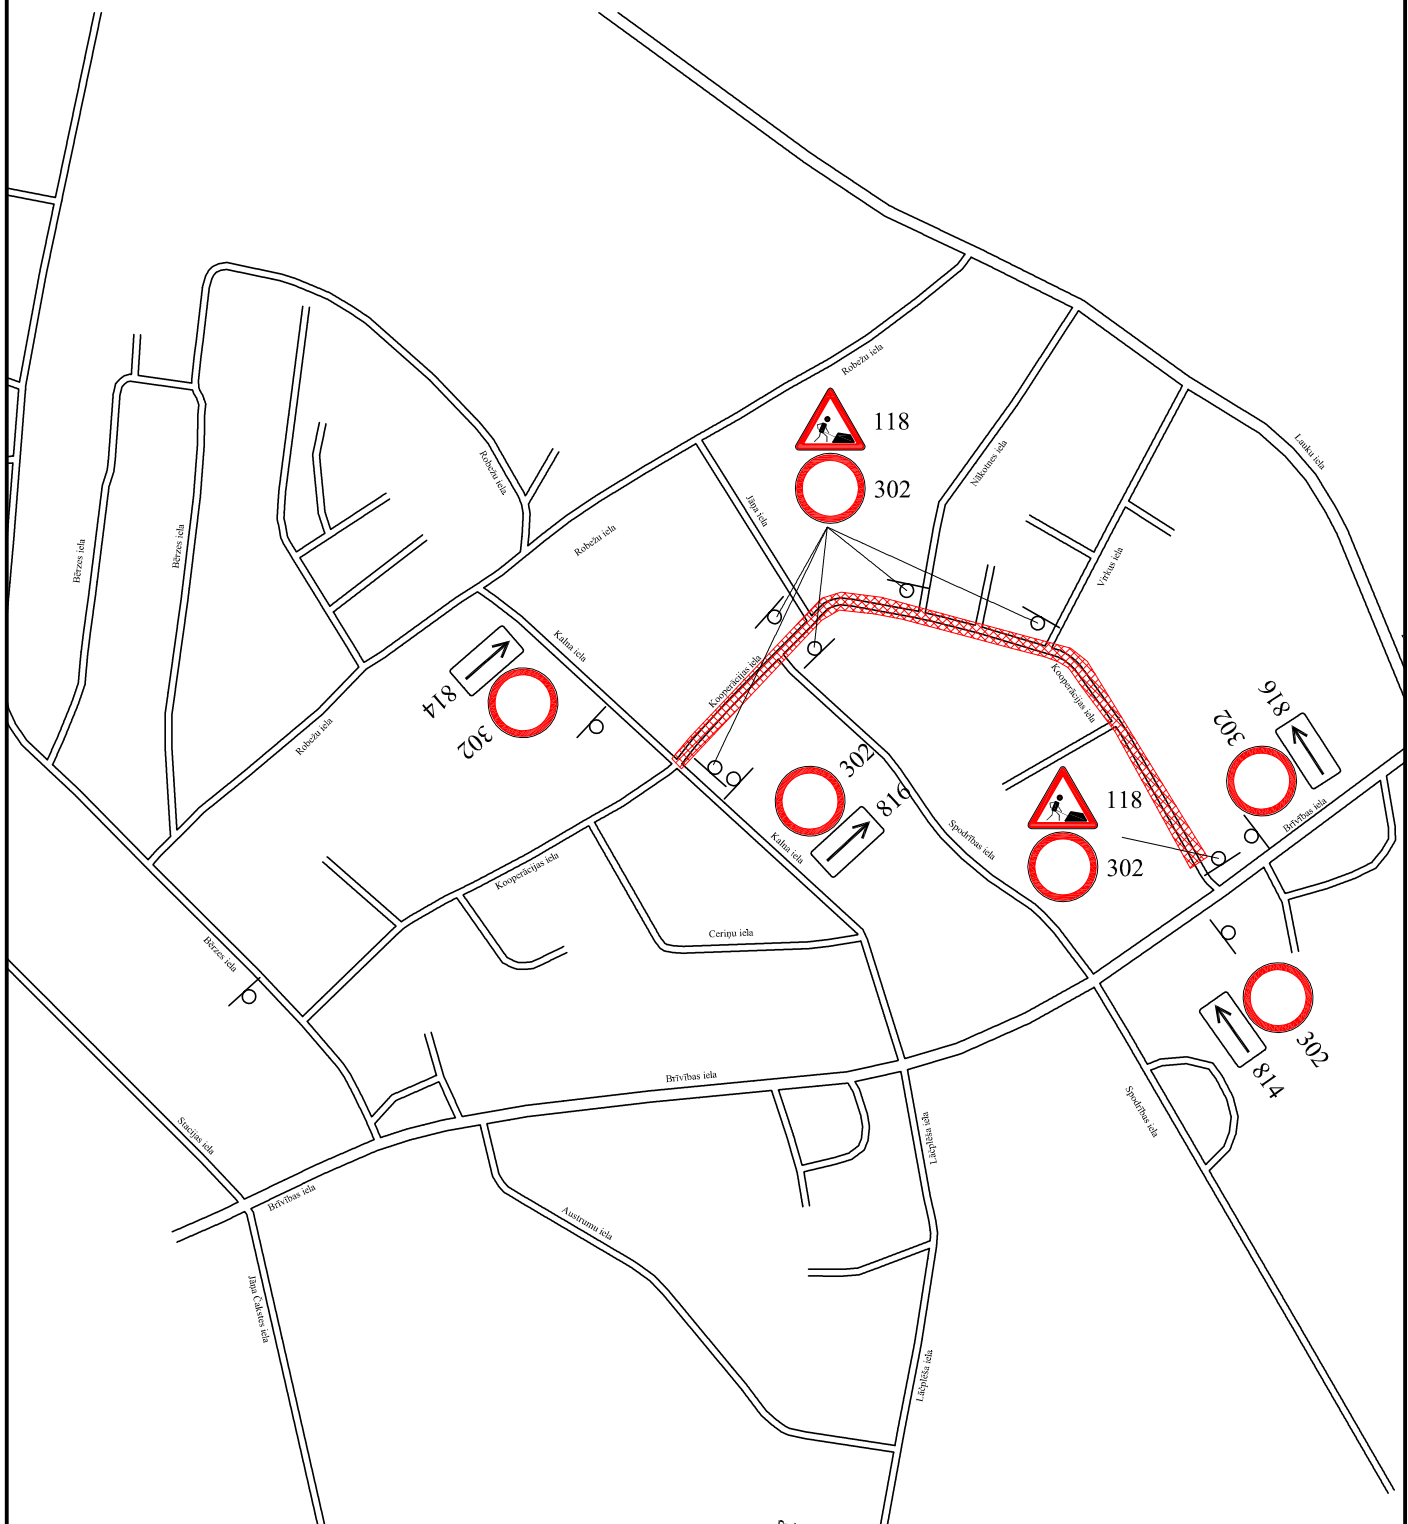 Robežu iela
118
Lauku iela
Robežu iela
Nākotnes iela
302
Jāņa iela
Robežu iela
Bērzes iela
Bērzes iela
Virkus iela
Kalna iela
Kooperācijas iela
Kooperācijas iela
814
302
816
302
Robežu iela
302
816
118
Brīvības iela
Spodrības iela
Kalna iela
302
Kooperācijas iela
Ceriņu iela
Bērzes iela
302
814
Brīvības iela
Spodrības iela
Stacijas iela
Lāčplēša iela
Brīvības iela
Austrumu iela
Jāņa Čakstes iela
Lāčplēša iela